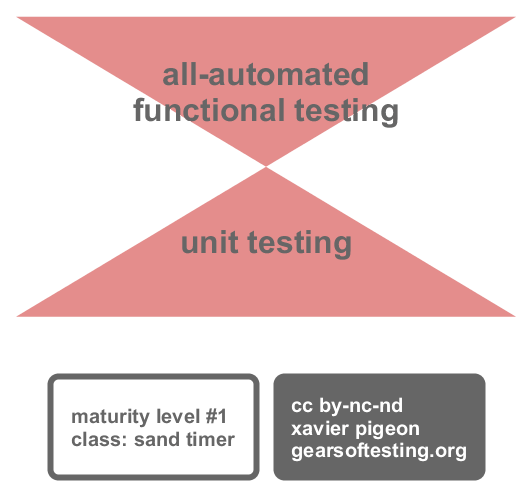 all-automated
functional testing
unit testing
maturity level #1
class: sand timer
cc by-nc-nd
xavier pigeon
gearsoftesting.org